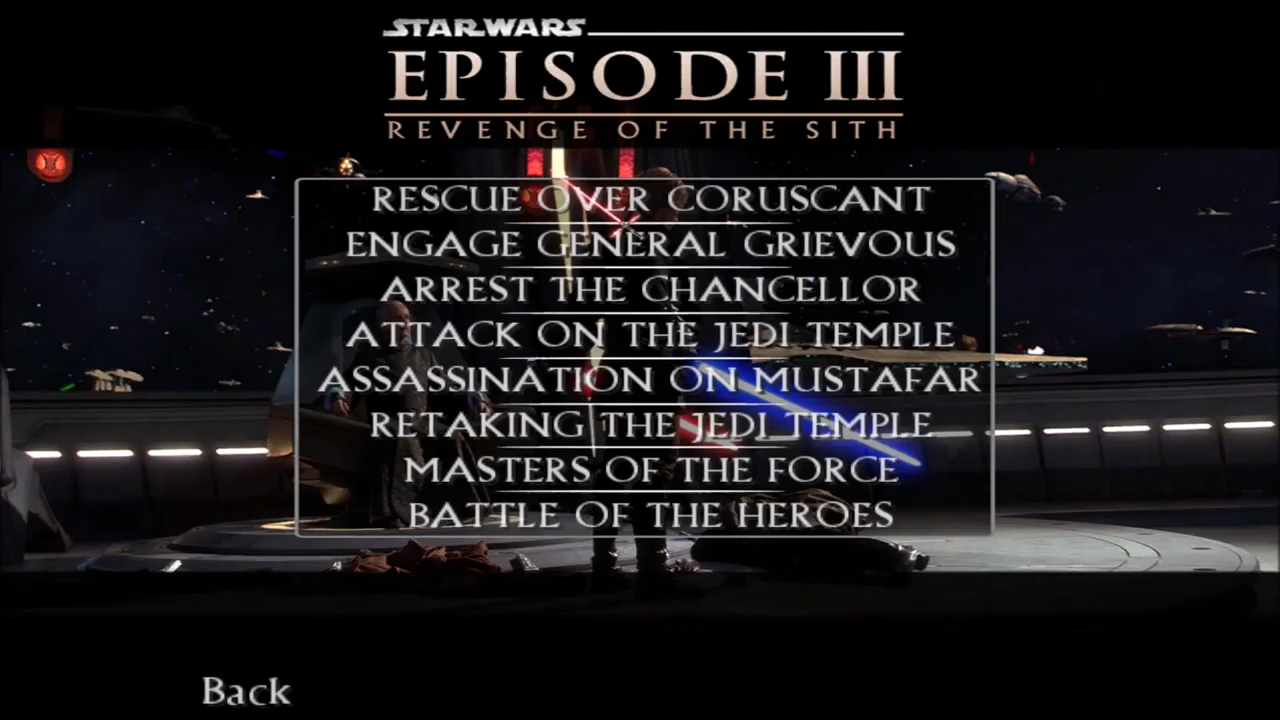 STAR WARS
EPISODE III
REVENGE OF THE SITH
RESCUE OVER CORUSCANT
ENGAGE GENERAL GRIEVOUS
ARREST THE CHANCELLOR
ATTACK ON THE JEDI TEMPLE
ASSASSINATION ON MUSTAFAR
RETAKING THE JEDI TEMPLE
MASTERS OF THE FORCE
BATTLE OF THE HEROES
Back